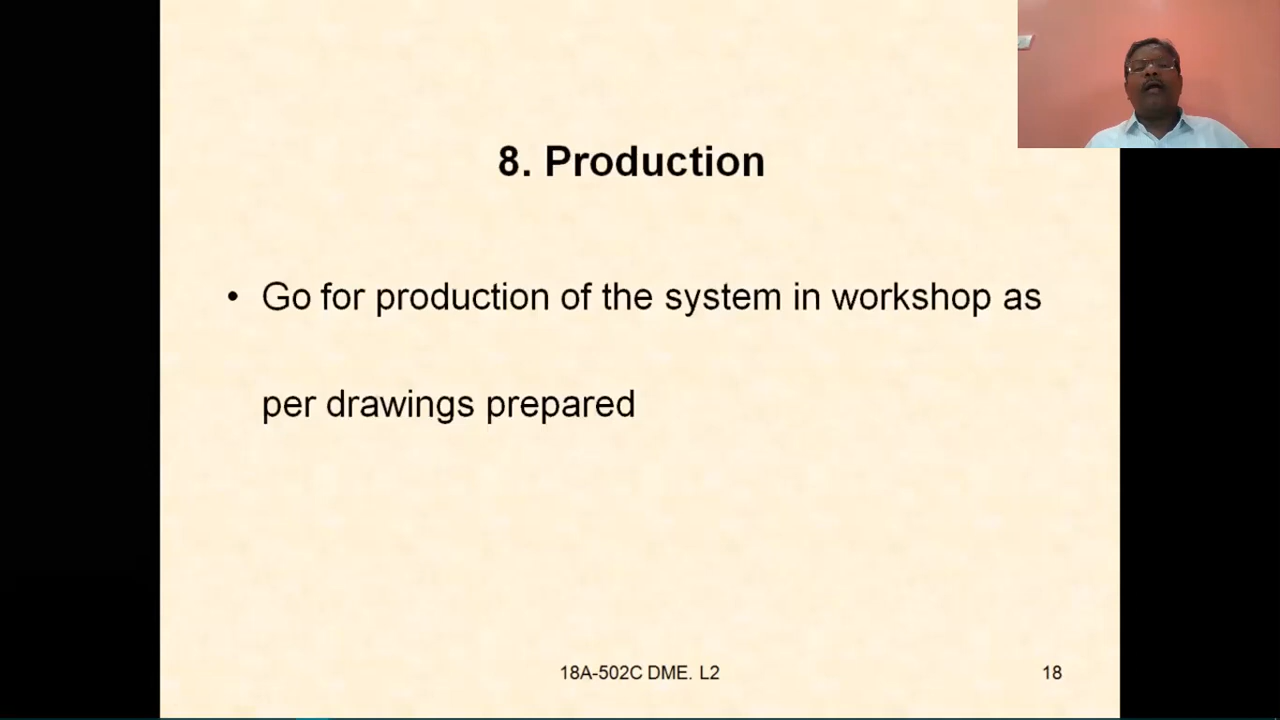 8. Production
• Go for production of the system in workshop as
per drawings prepared
18A-502C DME. L2
18